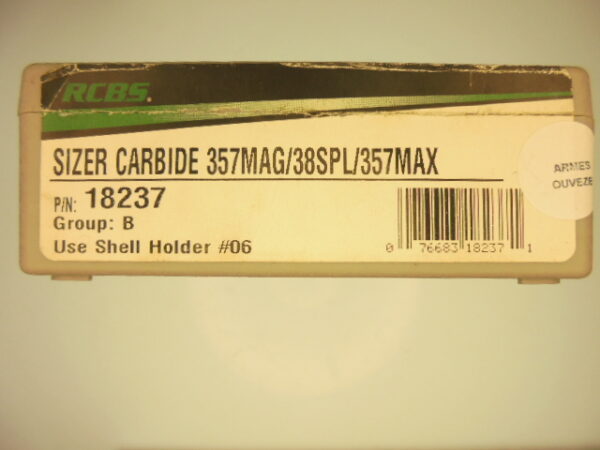 RCBS.
SIZER CARBIDE 357MAG/38SPL/357MAX
P/N: 18237
Group: B
Use Shell Holder #06
0 76683 18237 1
ARMES
OUVEZE